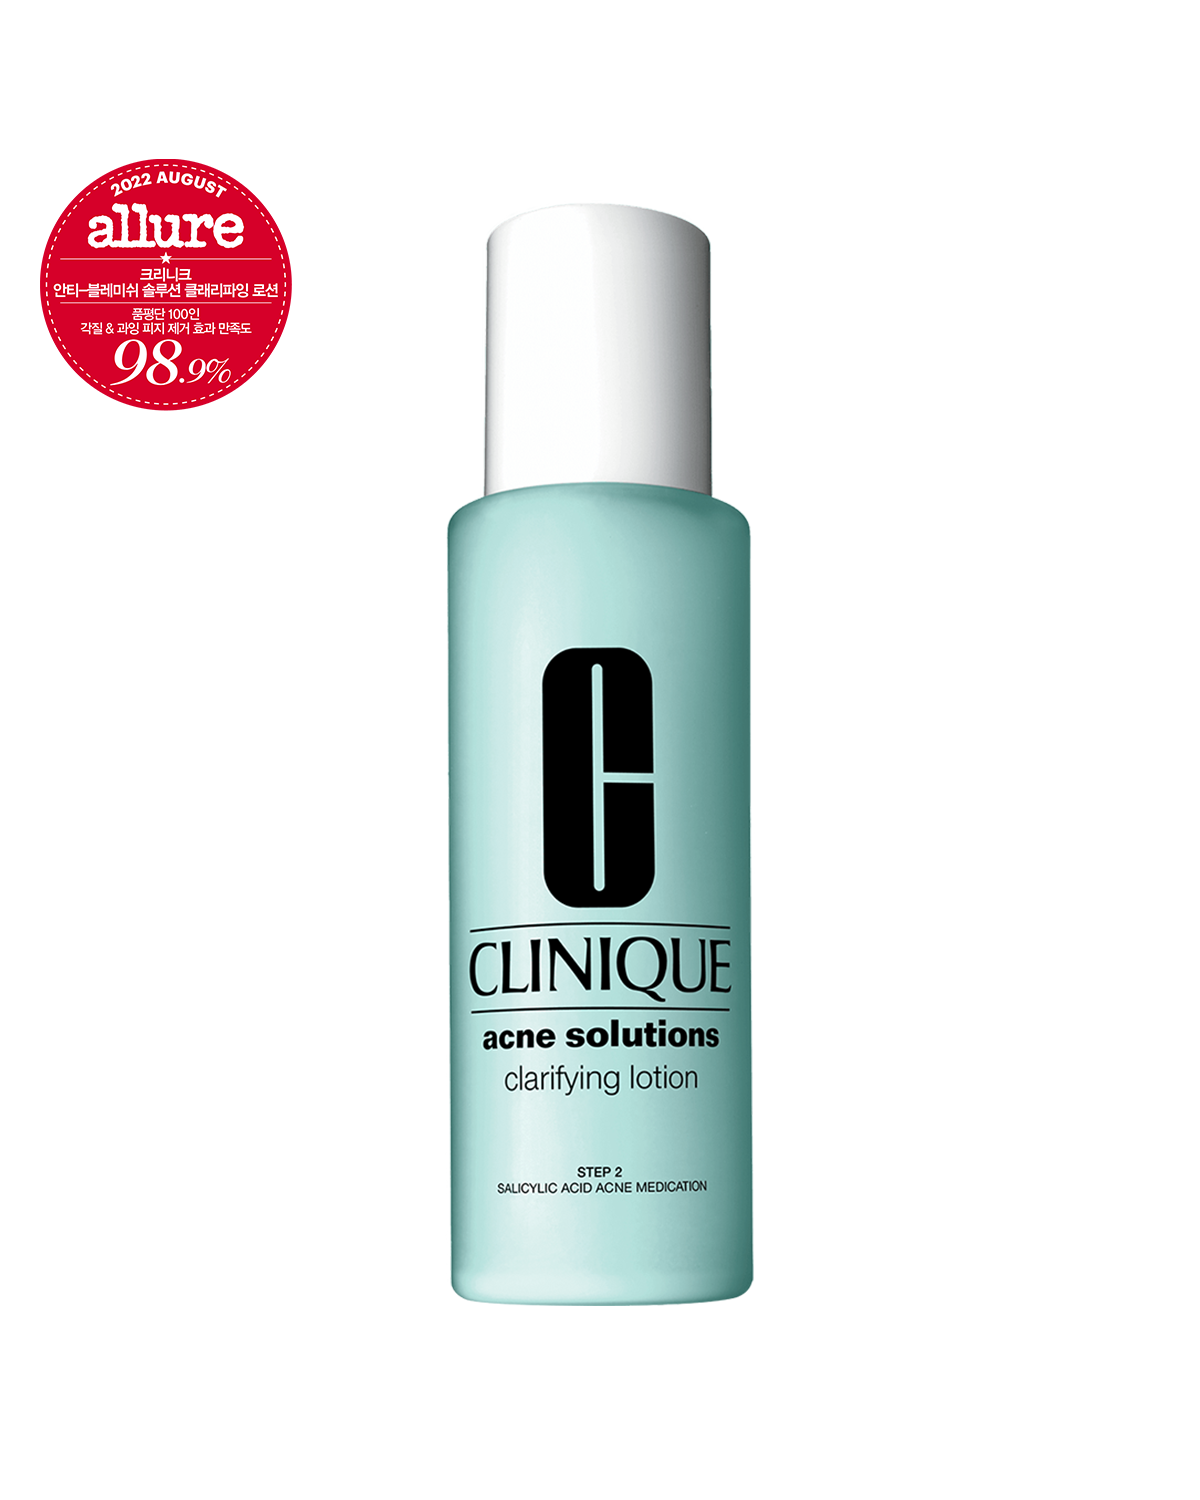 2022 AUGUST
allure
크리니크
안티-블레미쉬 솔루션 클래리파잉 로션
품평단 100인
각질 & 과잉 피지 제거 효과 만족도
98.9%
C
CLINIQUE
acne solutions
clarifying lotion
STEP 2
SALICYLIC ACID ACNE MEDICATION